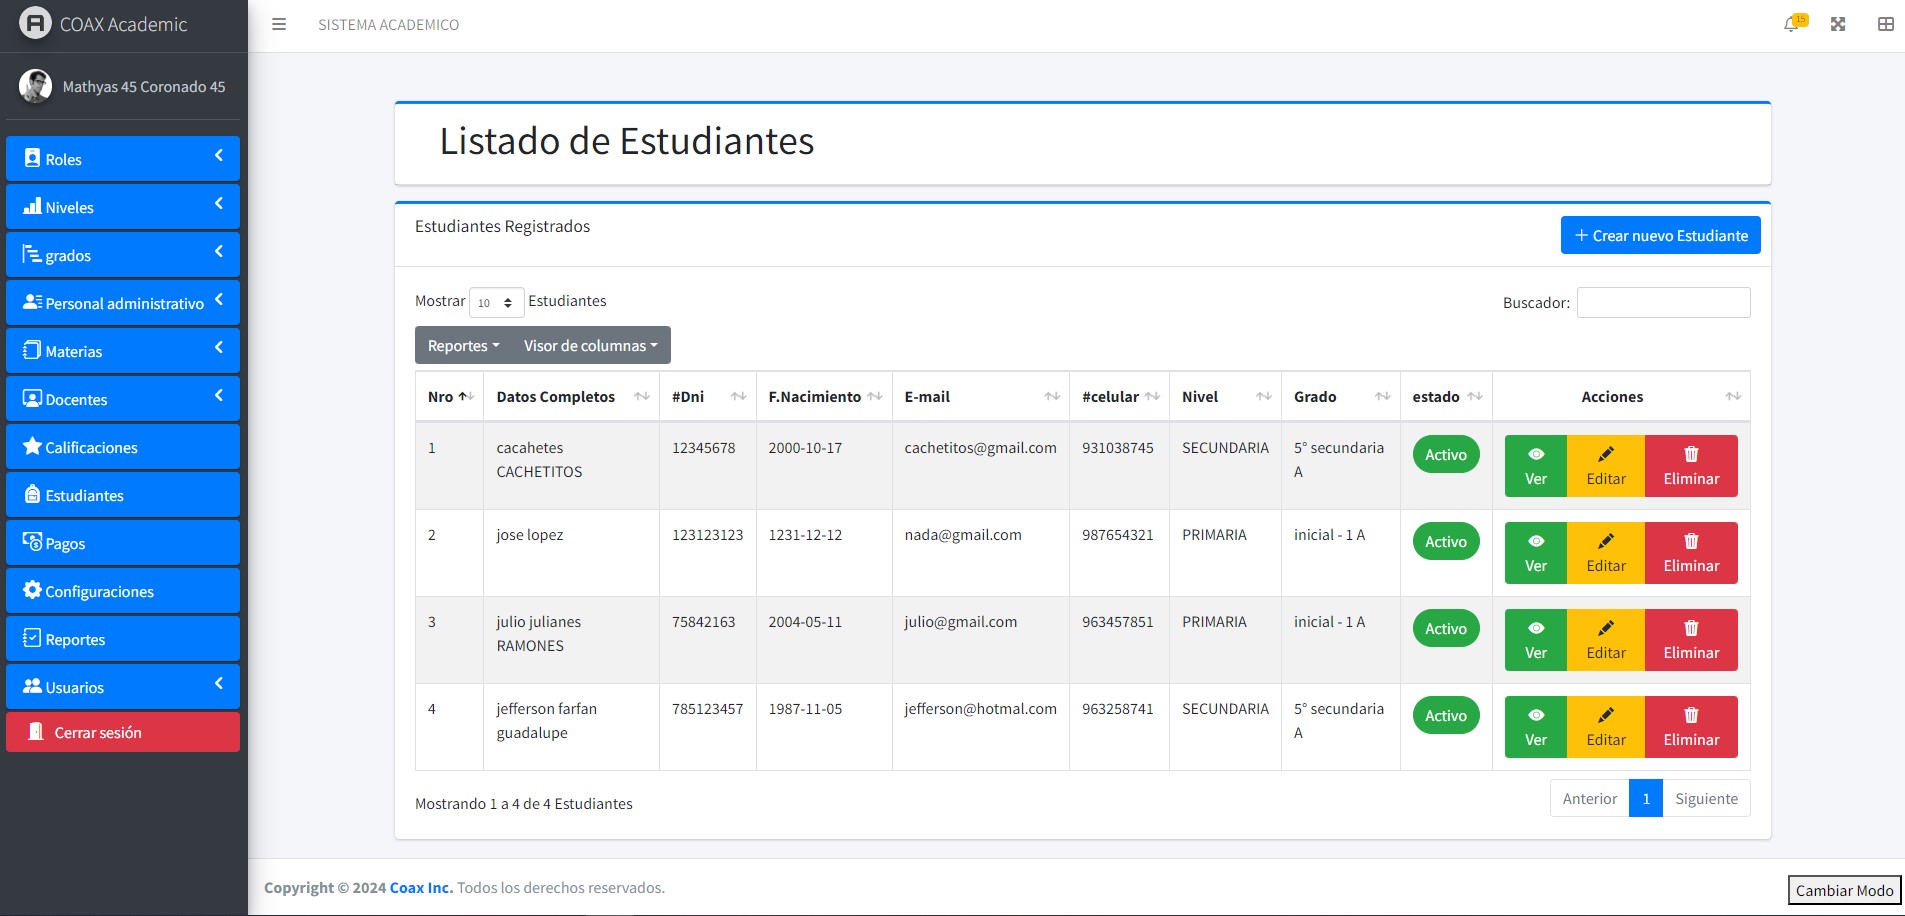 COAX Academic
SISTEMA ACADEMICO
15
Mathyas 45 Coronado 45
Roles
Niveles
grados
Personal administrativo
Materias
Docentes
Calificaciones
Estudiantes
Pagos
Configuraciones
Reportes
Usuarios
Cerrar sesión
Listado de Estudiantes
Estudiantes Registrados
+ Crear nuevo Estudiante
Mostrar 10 Estudiantes
Buscador:
Reportes Visor de columnas
Nro Datos Completos #Dni F.Nacimiento E-mail #celular Nivel Grado estado Acciones
1 cacahetes 12345678 2000-10-17 cachetitos@gmail.com 931038745 SECUNDARIA 5° secundaria Activo
CACHETITOS A Ver Editar Eliminar
2 jose lopez 123123123 1231-12-12 nada@gmail.com 987654321 PRIMARIA inicial - 1 A Activo
Ver Editar Eliminar
3 julio julianes 75842163 2004-05-11 julio@gmail.com 963457851 PRIMARIA inicial - 1 A Activo
RAMONES Ver Editar Eliminar
4 jefferson farfan 785123457 1987-11-05 jefferson@hotmal.com 963258741 SECUNDARIA 5° secundaria Activo
guadalupe A Ver Editar Eliminar
Mostrando 1 a 4 de 4 Estudiantes
Anterior 1 Siguiente
Copyright © 2024 Coax Inc. Todos los derechos reservados.
Cambiar Modo